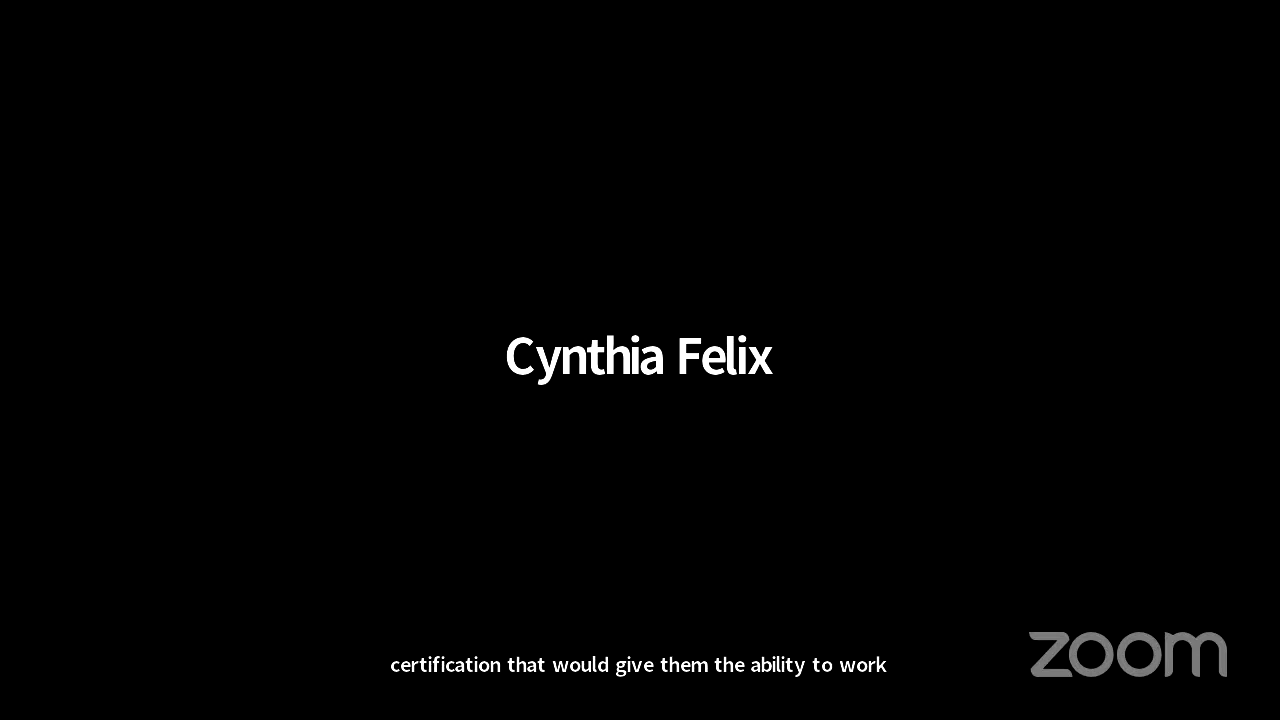 Cynthia Felix
certification that would give them the ability to work
zoom